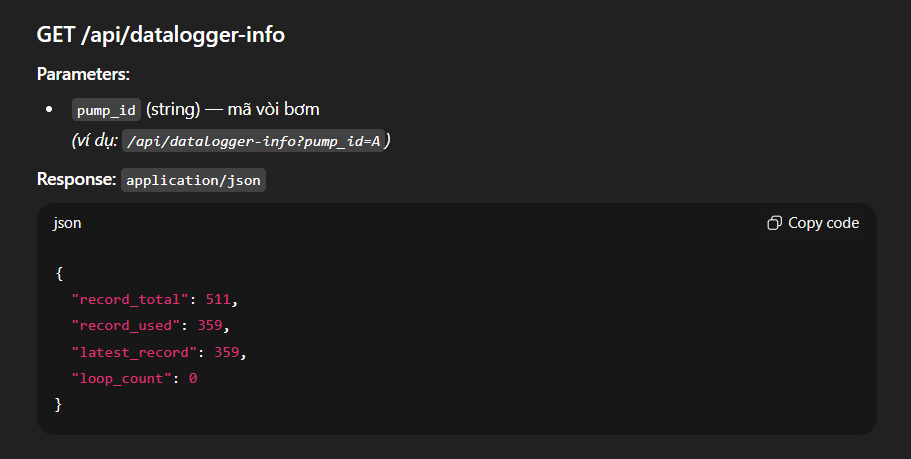 GET /api/datalogger-info
Parameters:
• pump_id (string) — mã vòi bơm
(ví dụ: /api/datalogger-info?pump_id=A)
Response: application/json
json Copy code
{
  "record_total": 511,
  "record_used": 359,
  "latest_record": 359,
  "loop_count": 0
}